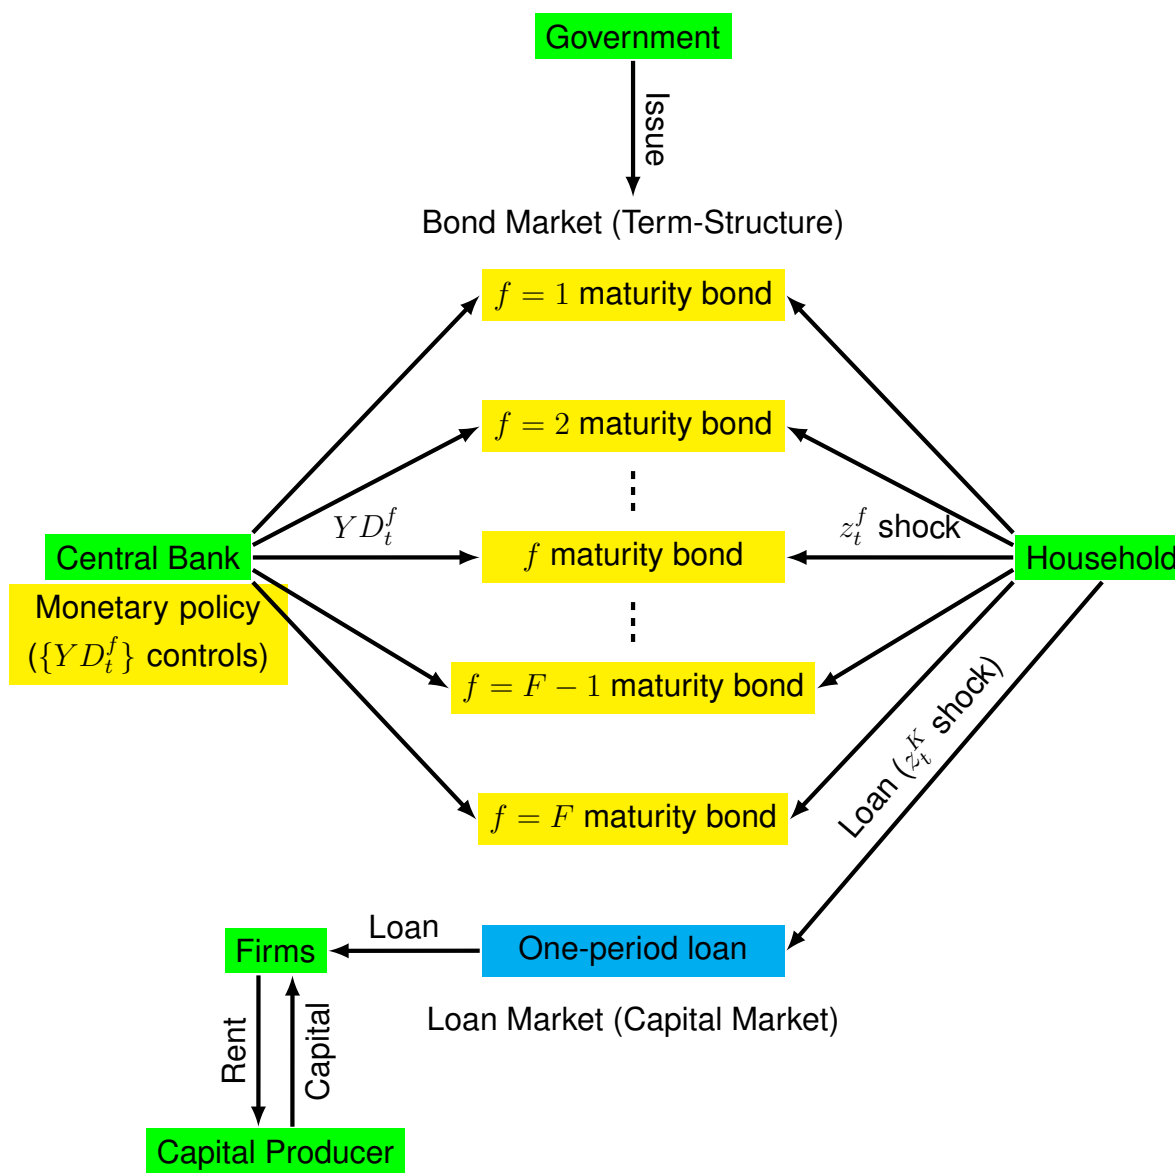 Government
Issue
Bond Market (Term-Structure)
f = 1 maturity bond
f = 2 maturity bond
YD_t^f
z_t^f shock
Central Bank
f maturity bond
Household
Monetary policy
({YD_t^f} controls)
f = F − 1 maturity bond
Loan (z_t^K shock)
f = F maturity bond
Loan
Firms
One-period loan
Loan Market (Capital Market)
Rent
Capital
Capital Producer